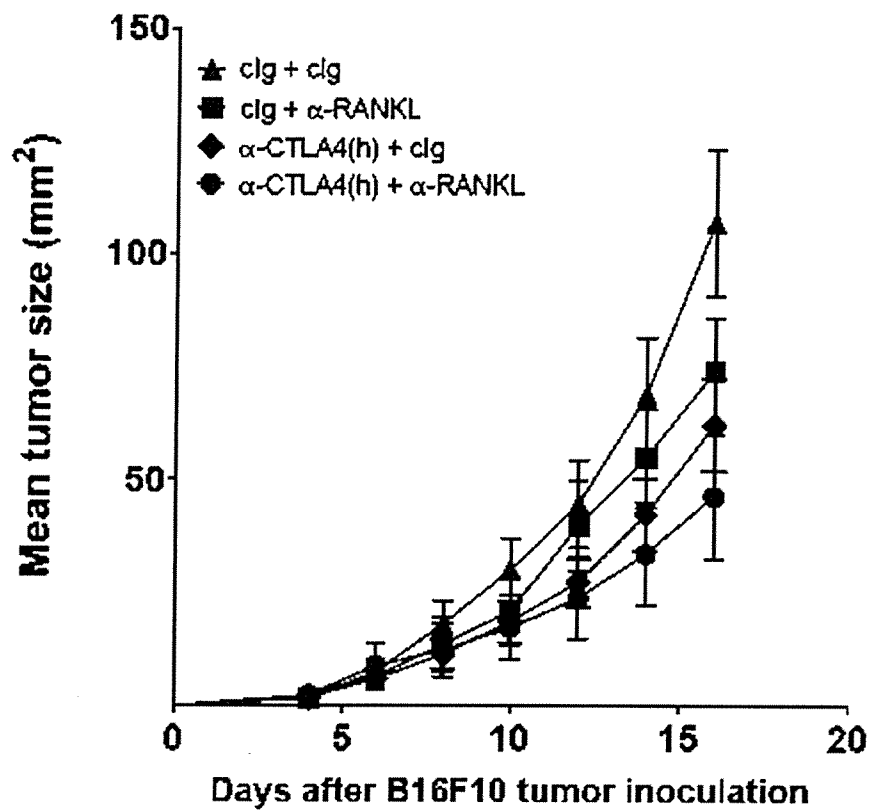 150
cIg + cIg
cIg + α-RANKL
α-CTLA4(h) + cIg
α-CTLA4(h) + α-RANKL
100
50
Mean tumor size (mm²)
0 5 10 15 20
Days after B16F10 tumor inoculation